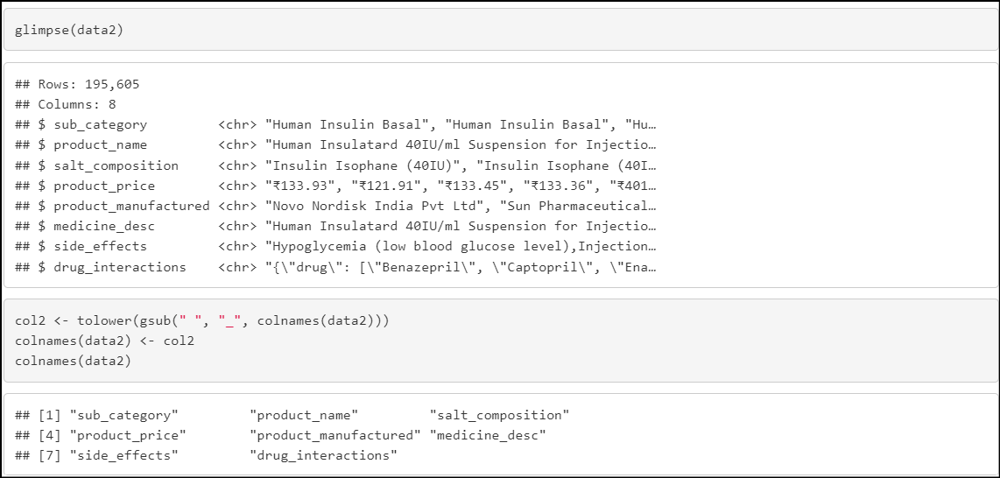 glimpse(data2)
## Rows: 195,605
## Columns: 8
## $ sub_category         <chr> "Human Insulin Basal", "Human Insulin Basal", "Hu…
## $ product_name         <chr> "Human Insulatard 40IU/ml Suspension for Injectio…
## $ salt_composition     <chr> "Insulin Isophane (40IU)", "Insulin Isophane (40I…
## $ product_price        <chr> "₹133.93", "₹121.91", "₹133.45", "₹133.36", "₹401…
## $ product_manufactured <chr> "Novo Nordisk India Pvt Ltd", "Sun Pharmaceutical…
## $ medicine_desc        <chr> "Human Insulatard 40IU/ml Suspension for Injectio…
## $ side_effects         <chr> "Hypoglycemia (low blood glucose level),Injection…
## $ drug_interactions    <chr> "{\"drug\": [\"Benazepril\", \"Captopril\", \"Ena…
col2 <- tolower(gsub(" ", "_", colnames(data2)))
colnames(data2) <- col2
colnames(data2)
## [1] "sub_category"         "product_name"         "salt_composition"
## [4] "product_price"        "product_manufactured" "medicine_desc"
## [7] "side_effects"         "drug_interactions"